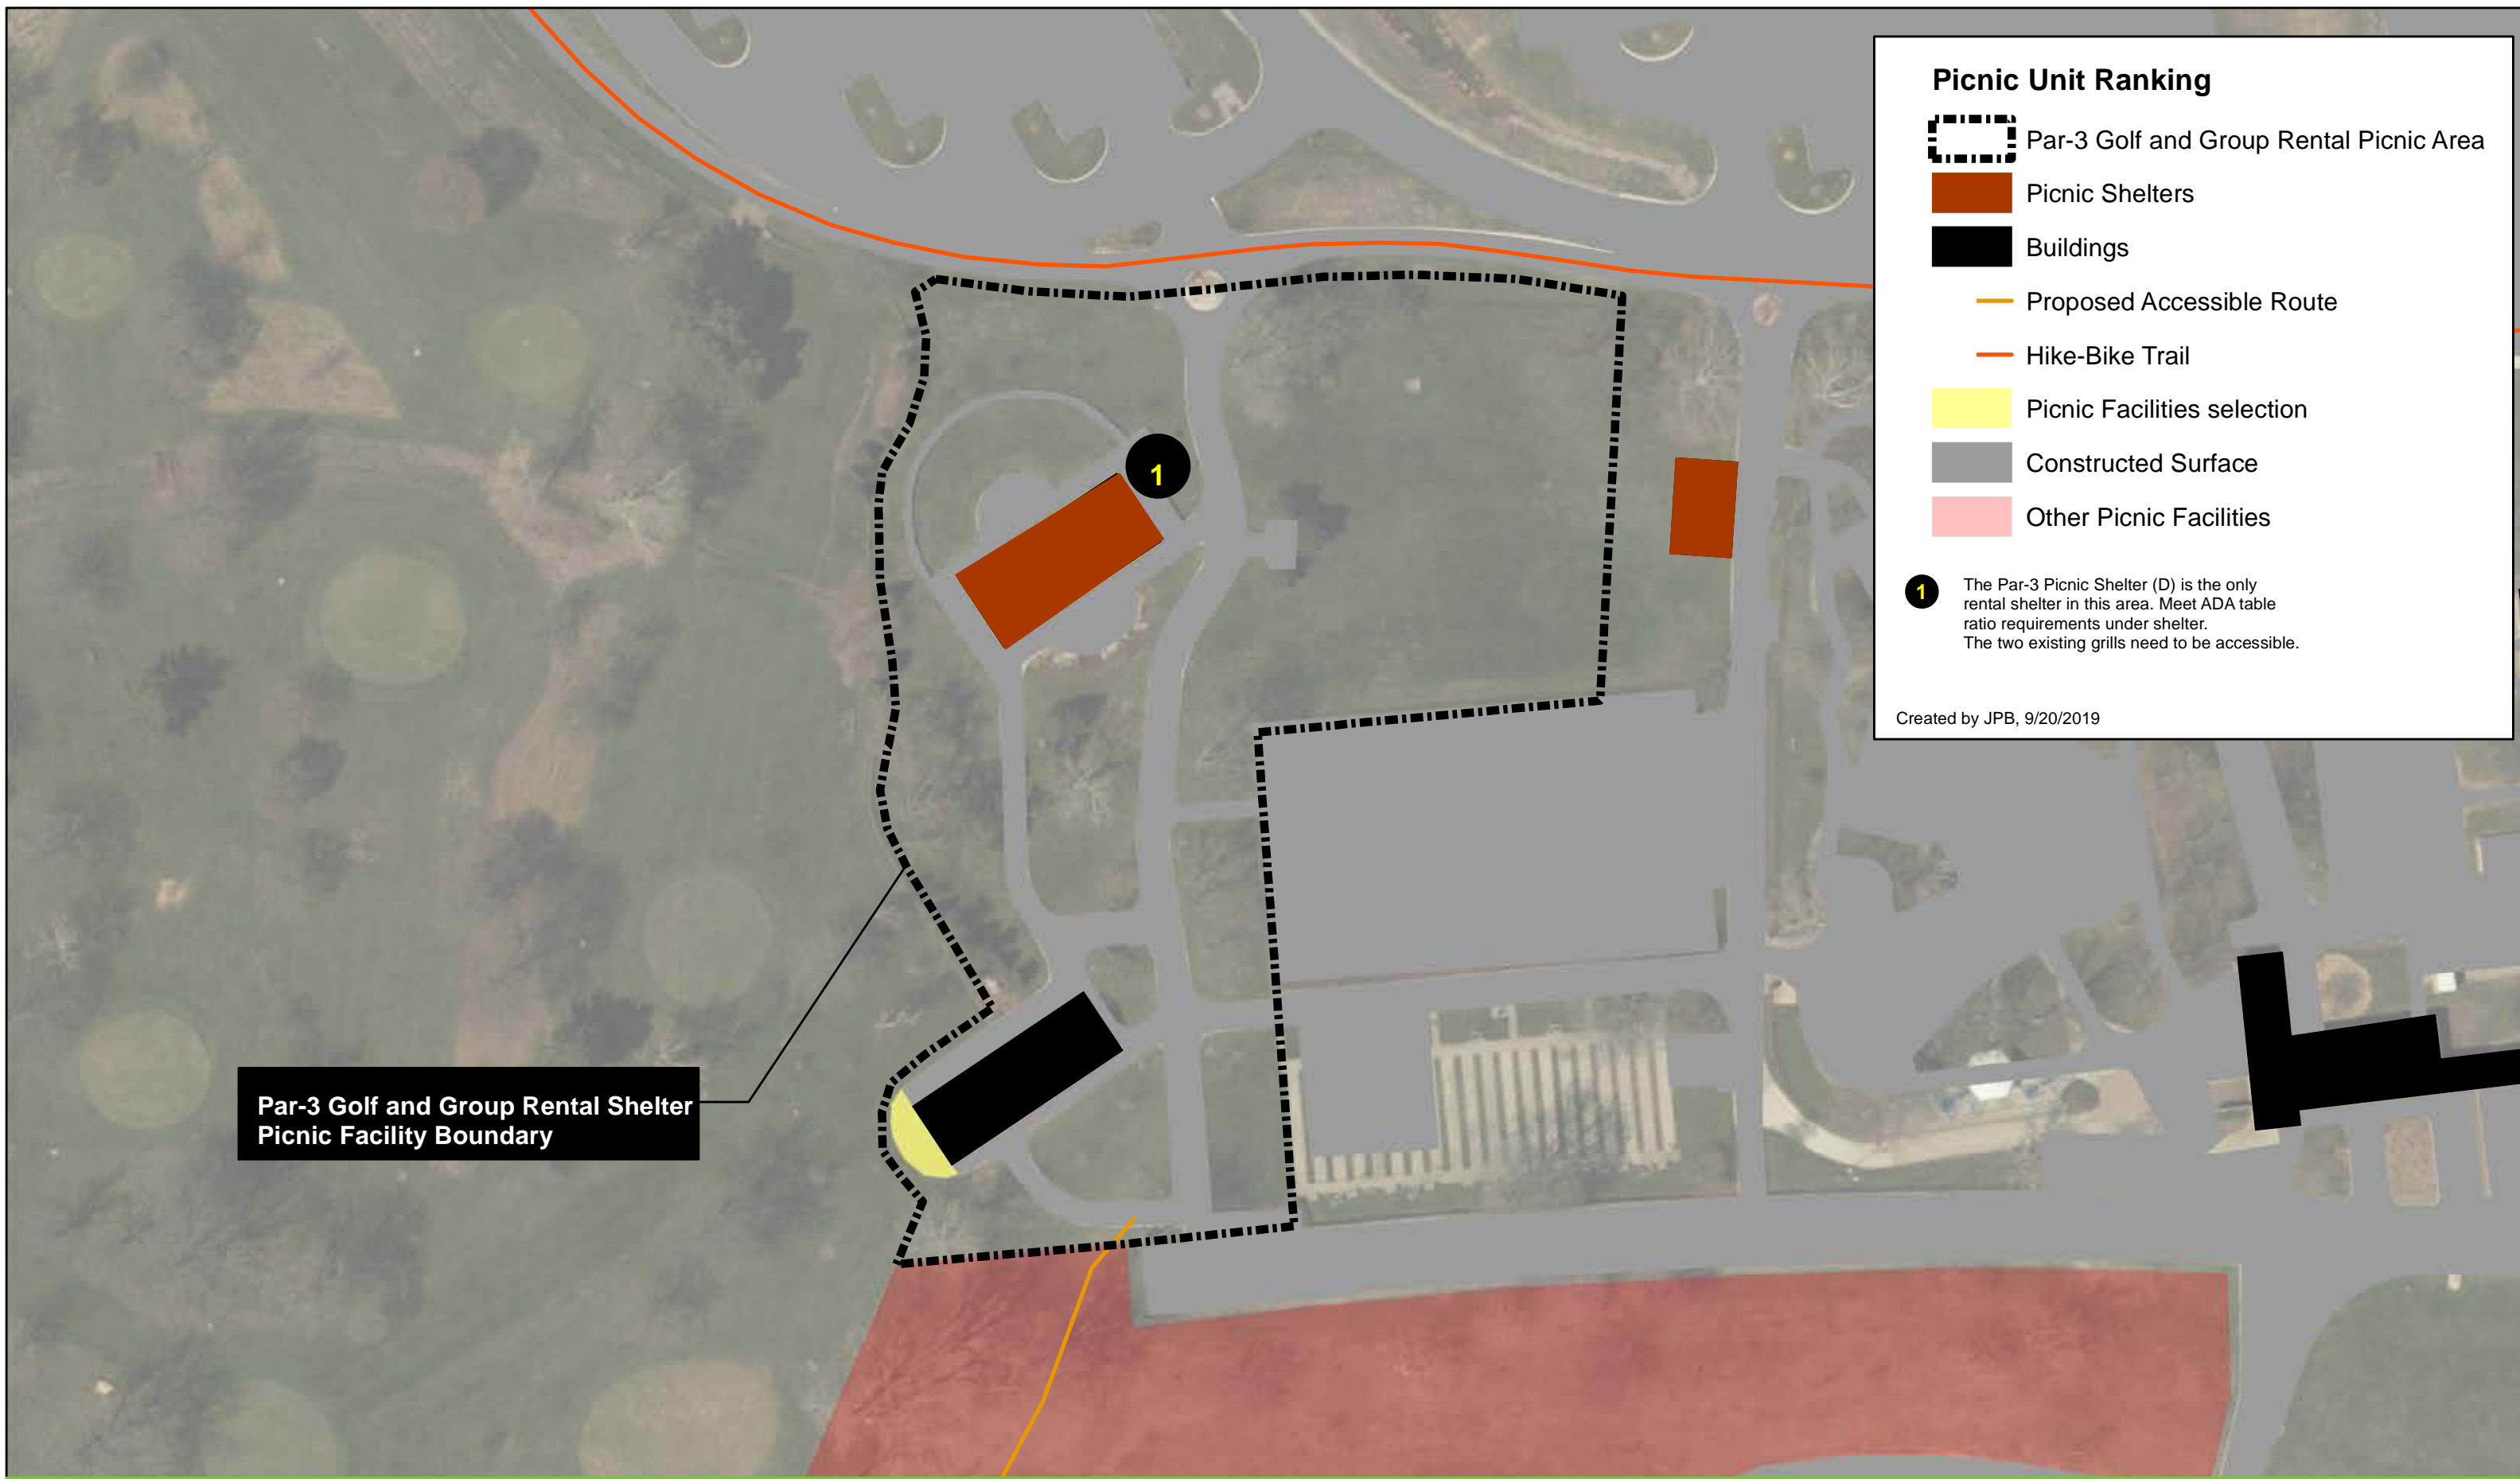 Picnic Unit Ranking
Par-3 Golf and Group Rental Picnic Area
Picnic Shelters
Buildings
Proposed Accessible Route
Hike-Bike Trail
Picnic Facilities selection
Constructed Surface
Other Picnic Facilities
1
The Par-3 Picnic Shelter (D) is the only
rental shelter in this area. Meet ADA table
ratio requirements under shelter.
The two existing grills need to be accessible.
Created by JPB, 9/20/2019
1
Par-3 Golf and Group Rental Shelter
Picnic Facility Boundary